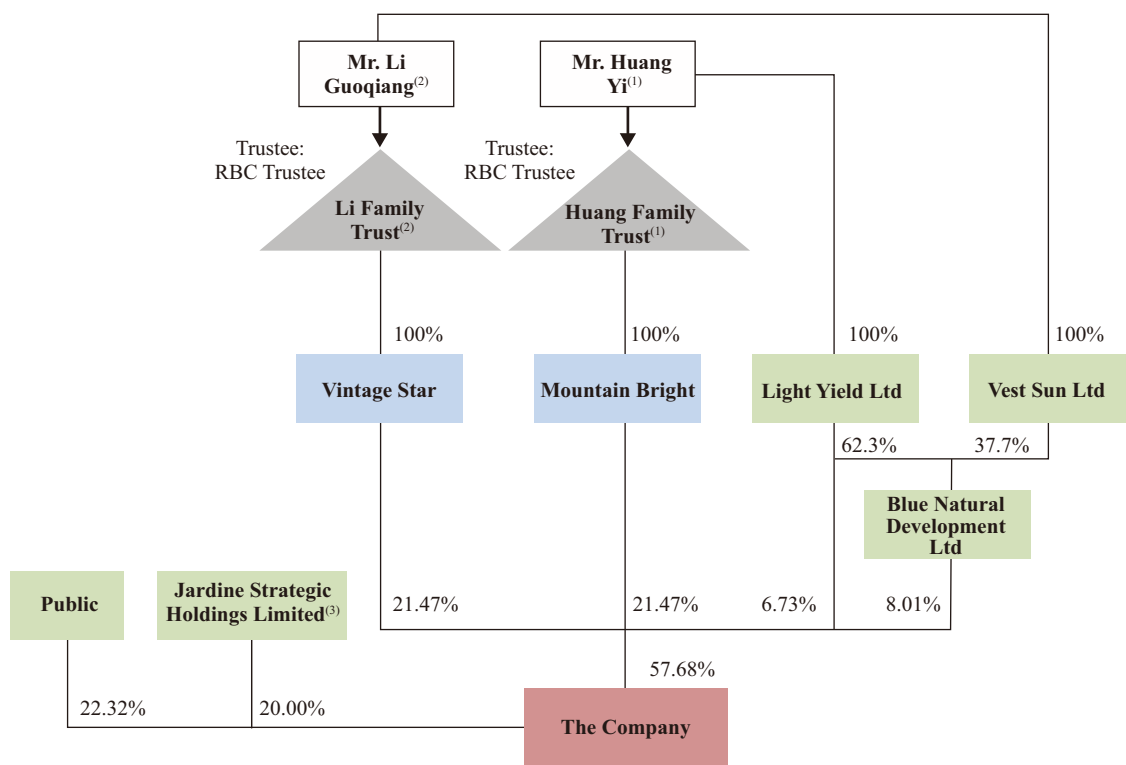 Mr. Li
Guoqiang(2)
Mr. Huang
Yi(1)
Trustee:
RBC Trustee
Trustee:
RBC Trustee
Li Family
Trust(2)
Huang Family
Trust(1)
100%
100%
100%
100%
Vintage Star
Mountain Bright
Light Yield Ltd
Vest Sun Ltd
62.3%
37.7%
Blue Natural
Development
Ltd
Public
Jardine Strategic
Holdings Limited(3)
21.47%
21.47%
6.73%
8.01%
57.68%
22.32%
20.00%
The Company